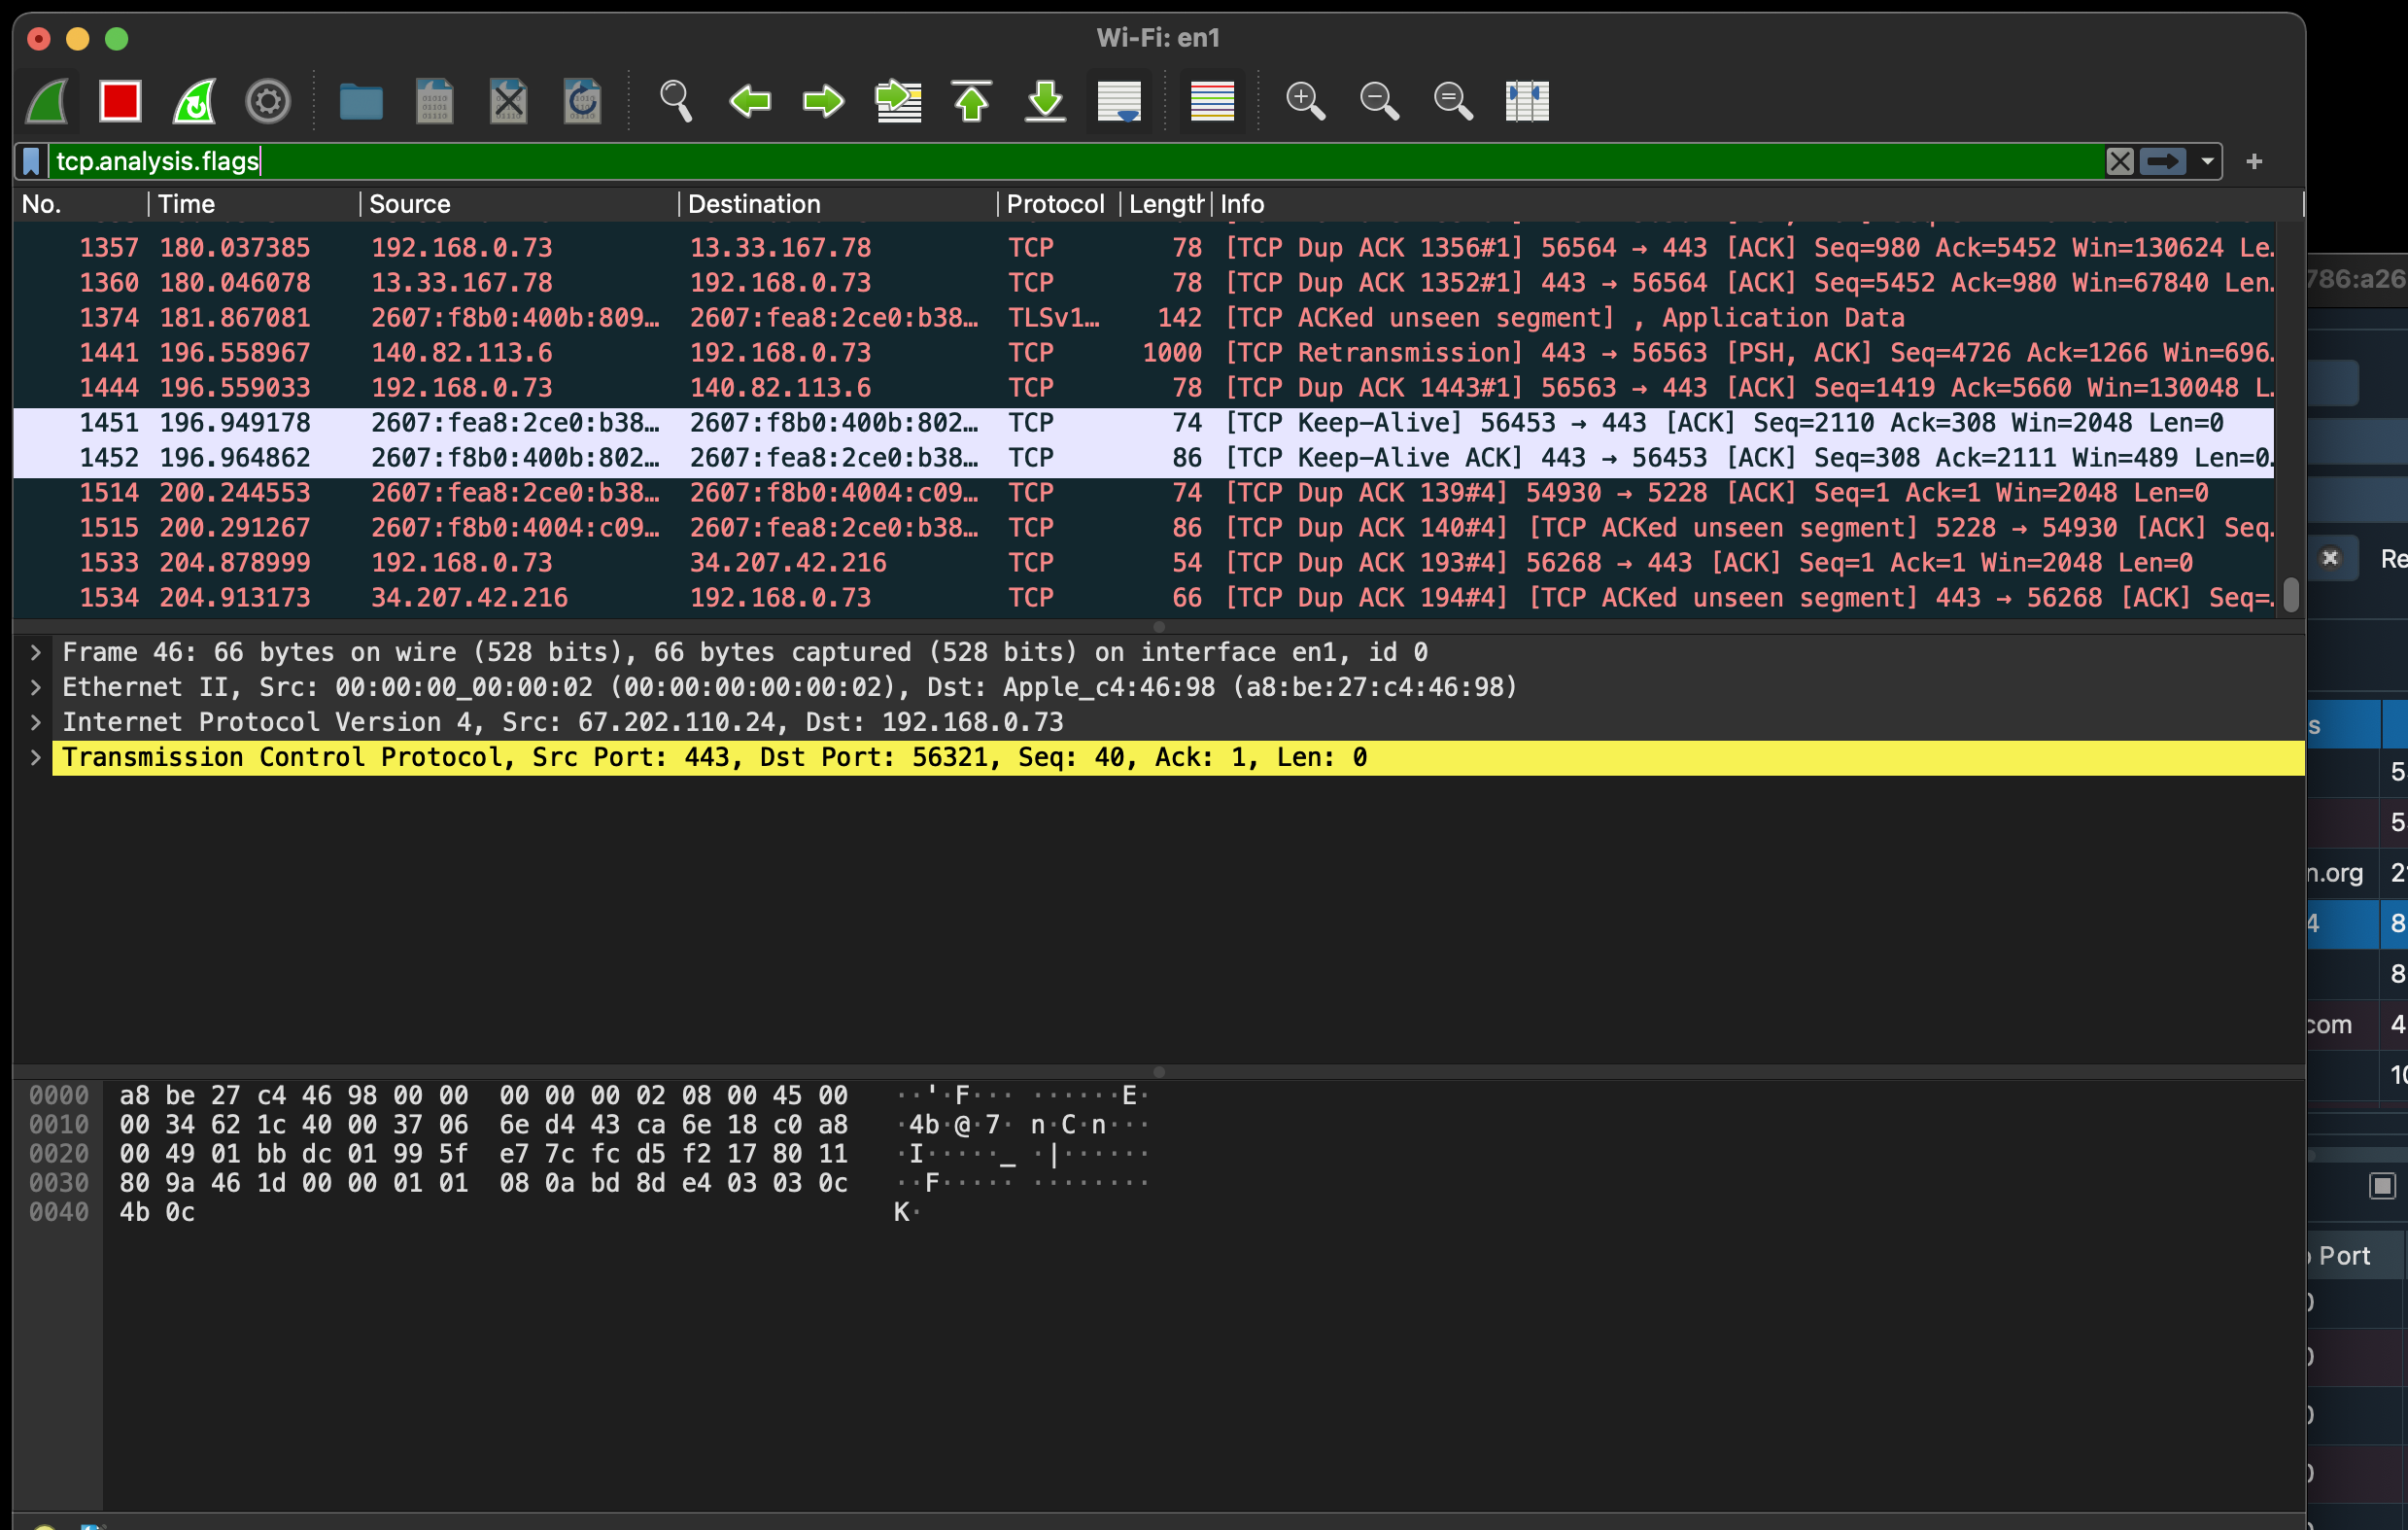 Wi-Fi: en1
tcp.analysis.flags
+
No. Time Source Destination Protocol Length Info
1357 180.037385 192.168.0.73 13.33.167.78 TCP 78 [TCP Dup ACK 1356#1] 56564 → 443 [ACK] Seq=980 Ack=5452 Win=130624 Le…
1360 180.046078 13.33.167.78 192.168.0.73 TCP 78 [TCP Dup ACK 1352#1] 443 → 56564 [ACK] Seq=5452 Ack=980 Win=67840 Len…
1374 181.867081 2607:f8b0:400b:809… 2607:fea8:2ce0:b38… TLSv1… 142 [TCP ACKed unseen segment] , Application Data
1441 196.558967 140.82.113.6 192.168.0.73 TCP 1000 [TCP Retransmission] 443 → 56563 [PSH, ACK] Seq=4726 Ack=1266 Win=696…
1444 196.559033 192.168.0.73 140.82.113.6 TCP 78 [TCP Dup ACK 1443#1] 56563 → 443 [ACK] Seq=1419 Ack=5660 Win=130048 L…
1451 196.949178 2607:fea8:2ce0:b38… 2607:f8b0:400b:802… TCP 74 [TCP Keep-Alive] 56453 → 443 [ACK] Seq=2110 Ack=308 Win=2048 Len=0
1452 196.964862 2607:f8b0:400b:802… 2607:fea8:2ce0:b38… TCP 86 [TCP Keep-Alive ACK] 443 → 56453 [ACK] Seq=308 Ack=2111 Win=489 Len=0…
1514 200.244553 2607:fea8:2ce0:b38… 2607:f8b0:4004:c09… TCP 74 [TCP Dup ACK 139#4] 54930 → 5228 [ACK] Seq=1 Ack=1 Win=2048 Len=0
1515 200.291267 2607:f8b0:4004:c09… 2607:fea8:2ce0:b38… TCP 86 [TCP Dup ACK 140#4] [TCP ACKed unseen segment] 5228 → 54930 [ACK] Seq…
1533 204.878999 192.168.0.73 34.207.42.216 TCP 54 [TCP Dup ACK 193#4] 56268 → 443 [ACK] Seq=1 Ack=1 Win=2048 Len=0
1534 204.913173 34.207.42.216 192.168.0.73 TCP 66 [TCP Dup ACK 194#4] [TCP ACKed unseen segment] 443 → 56268 [ACK] Seq=…
Frame 46: 66 bytes on wire (528 bits), 66 bytes captured (528 bits) on interface en1, id 0
Ethernet II, Src: 00:00:00_00:00:02 (00:00:00:00:00:02), Dst: Apple_c4:46:98 (a8:be:27:c4:46:98)
Internet Protocol Version 4, Src: 67.202.110.24, Dst: 192.168.0.73
Transmission Control Protocol, Src Port: 443, Dst Port: 56321, Seq: 40, Ack: 1, Len: 0
0000 a8 be 27 c4 46 98 00 00 00 00 00 02 08 00 45 00 ··'·F··· ······E·
0010 00 34 62 1c 40 00 37 06 6e d4 43 ca 6e 18 c0 a8 ·4b·@·7· n·C·n···
0020 00 49 01 bb dc 01 99 5f e7 7c fc d5 f2 17 80 11 ·I·····_ ·|······
0030 80 9a 46 1d 00 00 01 01 08 0a bd 8d e4 03 03 0c ··F····· ········
0040 4b 0c K·
786:a26
Re
s
5
5
n.org
4 8
8
com 4
10
Port